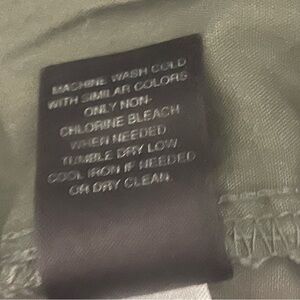 MACHINE WASH COLD
WITH SIMILAR COLORS
ONLY NON-
CHLORINE BLEACH
WHEN NEEDED
TUMBLE DRY LOW
COOL IRON IF NEEDED
OR DRY CLEAN.